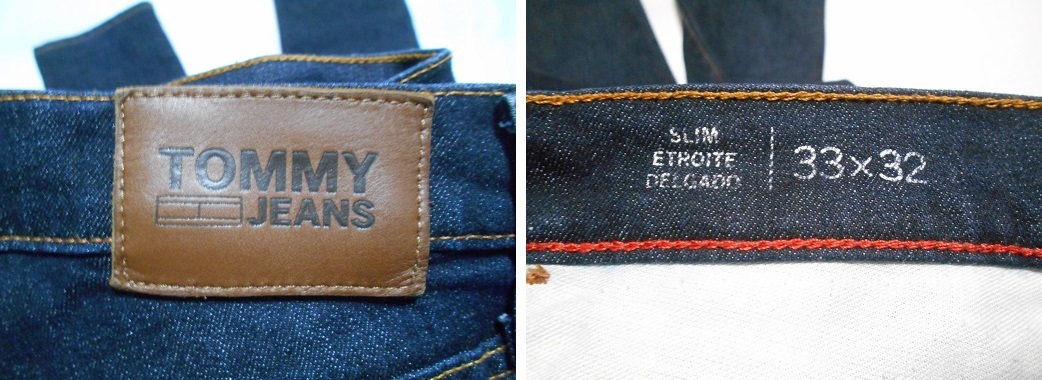 TOMMY
JEANS
SLIM
ÉTROITE
DELGADO
33x32